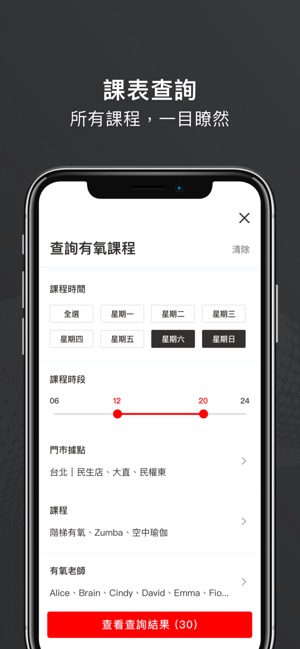 課表查詢
所有課程，一目瞭然
查詢有氧課程
清除
課程時間
全選 星期一 星期二 星期三
星期四 星期五 星期六 星期日
課程時段
06 12 20 24
門市據點
台北｜民生店、大直、民權東
課程
階梯有氧、Zumba、空中瑜伽
有氧老師
Alice、Brain、Cindy、David、Emma、Fio...
查看查詢結果 (30)